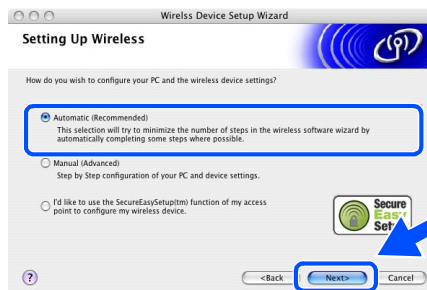 Wirelss Device Setup Wizard
Setting Up Wireless
How do you wish to configure your PC and the wireless device settings?
Automatic (Recommended)
This selection will try to minimize the number of steps in the wireless software wizard by
automatically completing some steps where possible.
Manual (Advanced)
Step by Step configuration of your PC and device settings.
I'd like to use the SecureEasySetup(tm) function of my access
point to configure my wireless device.
Secure
Easy
?
<Back
Next>
Cancel